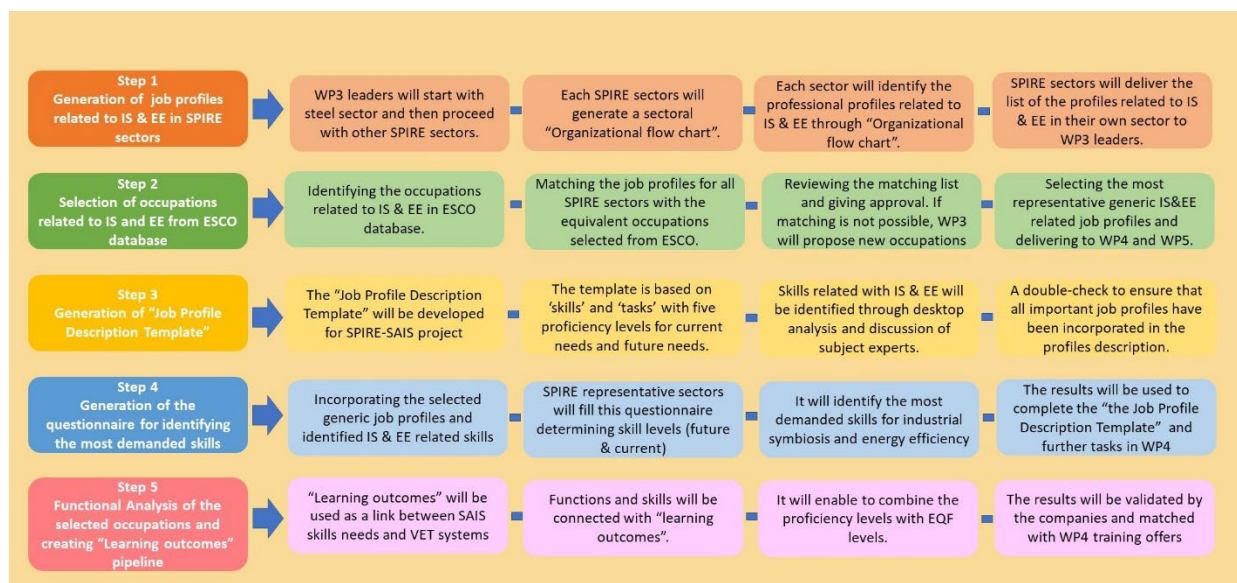 Step 1
Generation of job profiles
related to IS & EE in SPIRE
sectors
WP3 leaders will start with
steel sector and then proceed
with other SPIRE sectors.
Each SPIRE sectors will
generate a sectoral
“Organizational flow chart”.
Each sector will identify the
professional profiles related to
IS & EE through “Organizational
flow chart”.
SPIRE sectors will deliver the
list of the profiles related to IS
& EE in their own sector to
WP3 leaders.
Step 2
Selection of occupations
related to IS and EE from ESCO
database
Identifying the occupations
related to IS & EE in ESCO
database.
Matching the job profiles for all
SPIRE sectors with the
equivalent occupations
selected from ESCO.
Reviewing the matching list
and giving approval. If
matching is not possible, WP3
will propose new occupations
Selecting the most
representative generic IS&EE
related job profiles and
delivering to WP4 and WP5.
Step 3
Generation of “Job Profile
Description Template”
The “Job Profile Description
Template” will be developed
for SPIRE-SAIS project
The template is based on
‘skills’ and ‘tasks’ with five
proficiency levels for current
needs and future needs.
Skills related with IS & EE will
be identified through desktop
analysis and discussion of
subject experts.
A double-check to ensure that
all important job profiles have
been incorporated in the
profiles description.
Step 4
Generation of the
questionnaire for identifying
the most demanded skills
Incorporating the selected
generic job profiles and
identified IS & EE related skills
SPIRE representative sectors
will fill this questionnaire
determining skill levels (future
& current)
It will identify the most
demanded skills for industrial
symbiosis and energy efficiency
The results will be used to
complete the “the Job Profile
Description Template” and
further tasks in WP4
Step 5
Functional Analysis of the
selected occupations and
creating “Learning outcomes”
pipeline
“Learning outcomes” will be
used as a link between SAIS
skills needs and VET systems
Functions and skills will be
connected with “learning
outcomes”.
It will enable to combine the
proficiency levels with EQF
levels.
The results will be validated by
the companies and matched
with WP4 training offers